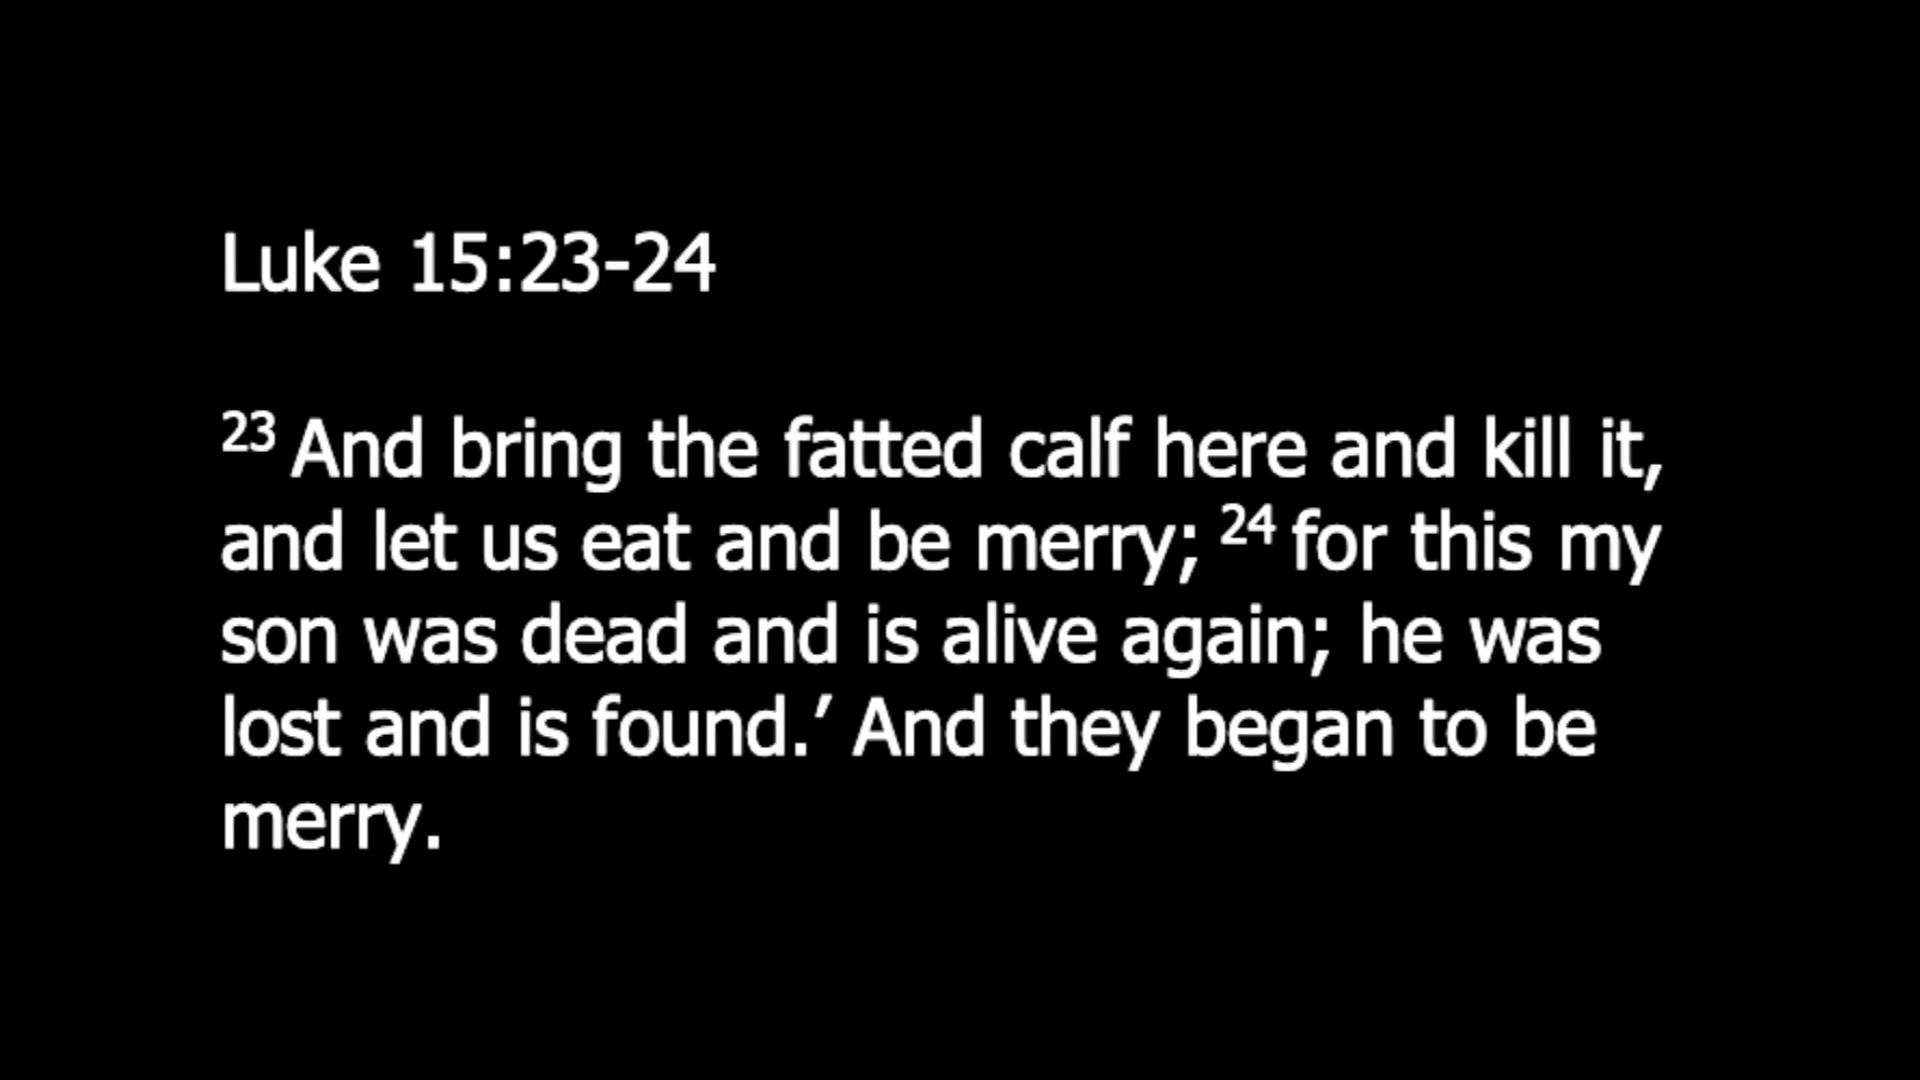 Luke 15:23-24
23 And bring the fatted calf here and kill it,
and let us eat and be merry; 24 for this my
son was dead and is alive again; he was
lost and is found.’ And they began to be
merry.